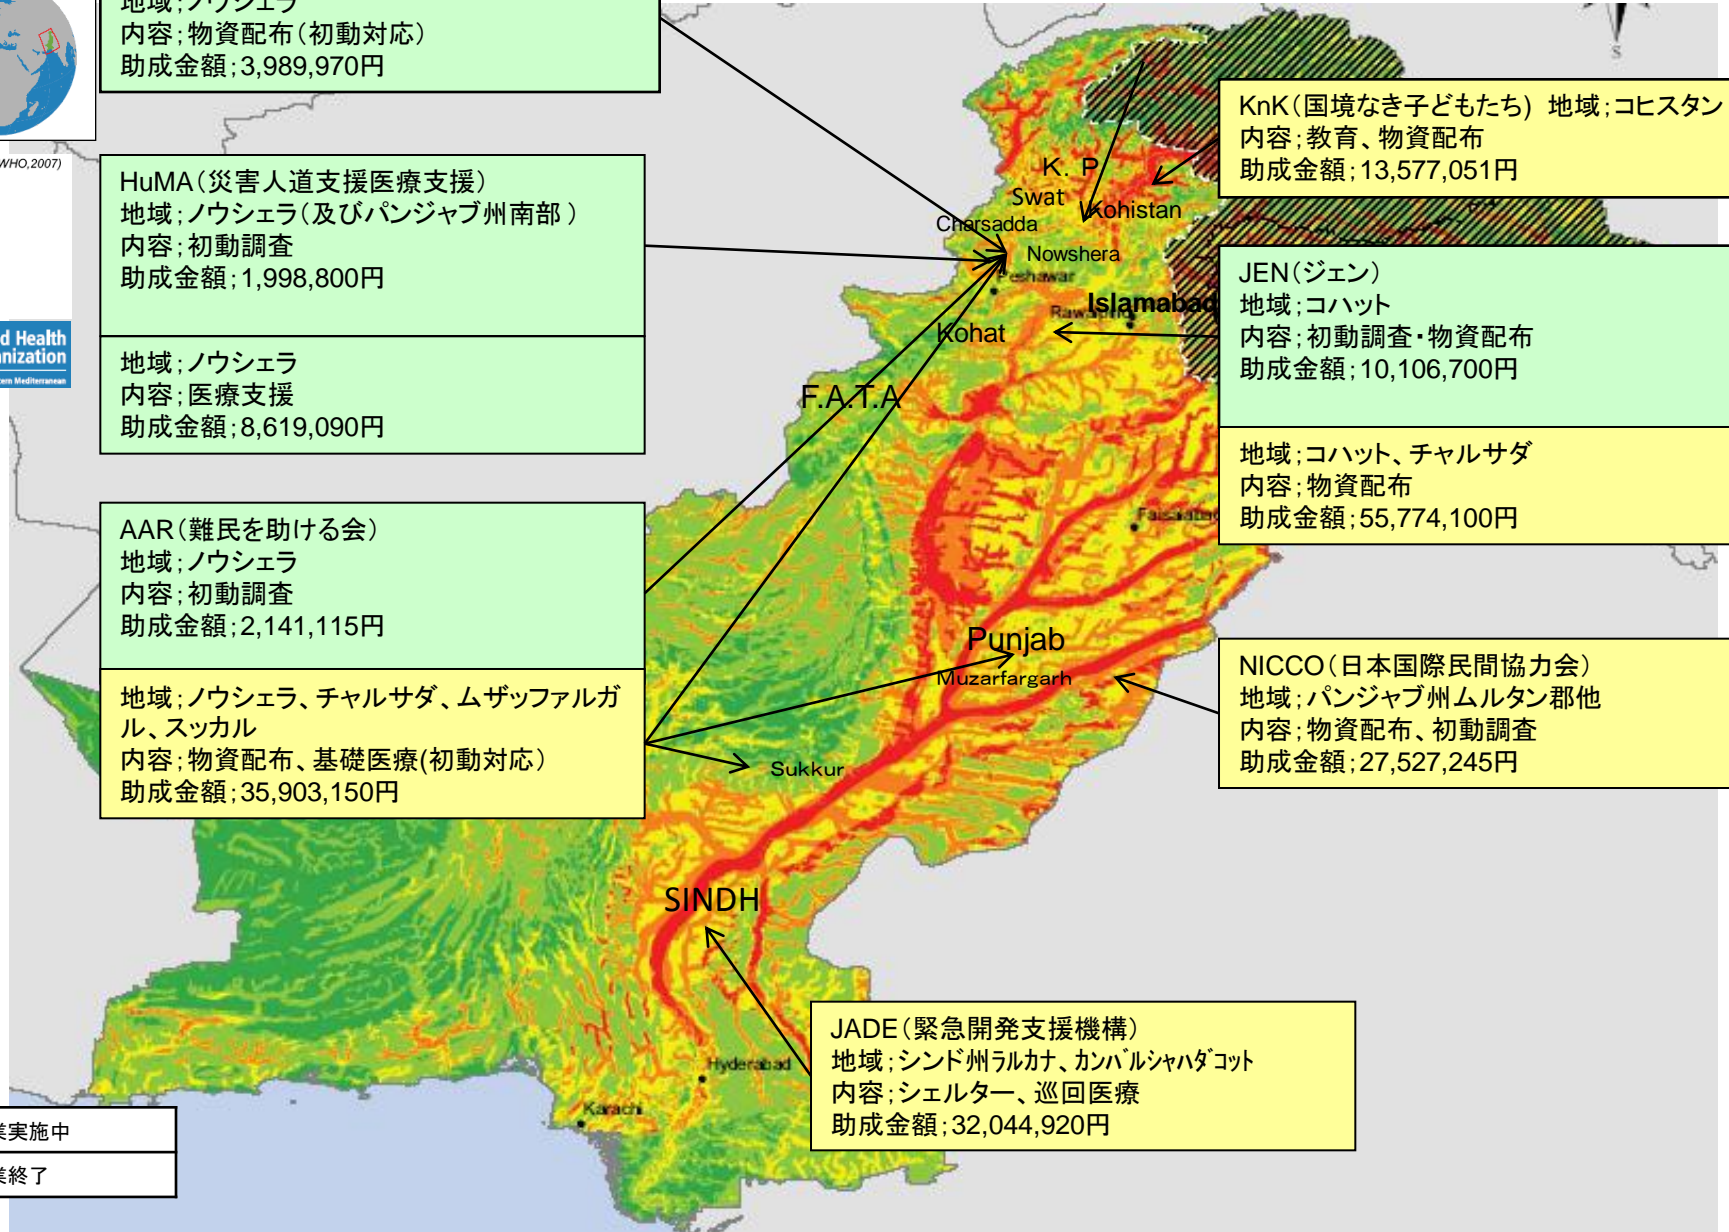 地域；ノウシェラ
内容；物資配布（初動対応）
助成金額；3,989,970円
WHO,2007)
d Health
anization
tern Mediterranean
HuMA（災害人道支援医療支援）
地域；ノウシェラ（及びパンジャブ州南部）
内容；初動調査
助成金額；1,998,800円
地域；ノウシェラ
内容；医療支援
助成金額；8,619,090円
AAR（難民を助ける会）
地域；ノウシェラ
内容；初動調査
助成金額；2,141,115円
地域；ノウシェラ、チャルサダ、ムザッファルガ
ル、スッカル
内容；物資配布、基礎医療(初動対応）
助成金額；35,903,150円
S
K. P
Swat
Kohistan
Charsadda
Nowshera
Peshawar
Islamabad
Kohat
F.A.T.A
Faisalabad
Punjab
Muzarfargarh
Sukkur
SINDH
Hyderabad
Karachi
KnK（国境なき子どもたち) 地域；コヒスタン
内容；教育、物資配布
助成金額；13,577,051円
JEN（ジェン）
地域；コハット
内容；初動調査・物資配布
助成金額；10,106,700円
地域；コハット、チャルサダ
内容；物資配布
助成金額；55,774,100円
NICCO（日本国際民間協力会）
地域；パンジャブ州ムルタン郡他
内容；物資配布、初動調査
助成金額；27,527,245円
JADE（緊急開発支援機構）
地域；シンド州ﾗﾙｶﾅ、ｶﾝﾊﾞﾙｼｬﾊﾀﾞｺｯﾄ
内容；シェルター、巡回医療
助成金額；32,044,920円
業実施中
業終了